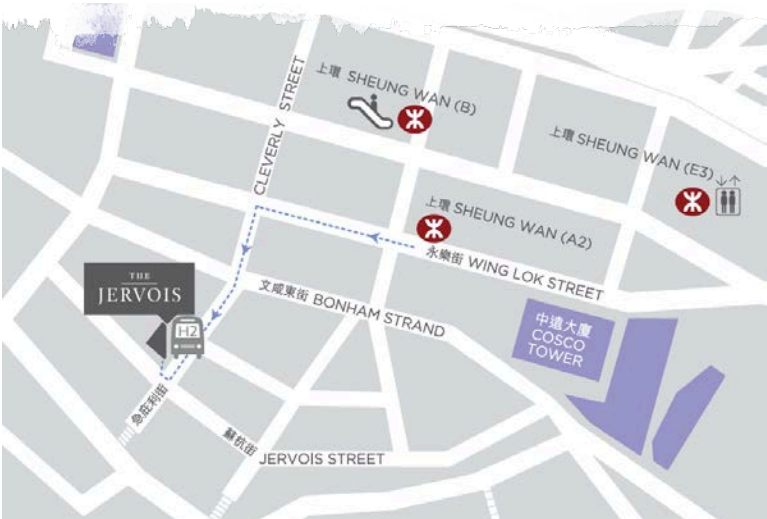 上環 SHEUNG WAN (B)
CLEVERLY STREET
上環 SHEUNG WAN (E3)
上環 SHEUNG WAN (A2)
永樂街 WING LOK STREET
THE
JERVOIS
文咸東街 BONHAM STRAND
中遠大廈
COSCO
TOWER
H2
急庇利街
蘇杭街
JERVOIS STREET